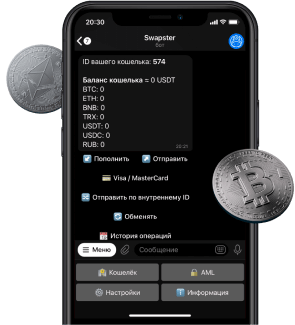 20:30
7
Swapster
бот
ID вашего кошелька: 574
Баланс кошелька ≈ 0 USDT
BTC: 0
ETH: 0
BNB: 0
TRX: 0
USDT: 0
USDC: 0
RUB: 0
20:21
Пополнить Отправить
Visa / MasterCard
Отправить по внутреннему ID
Обменять
История операций
Меню Сообщение
Кошелёк AML
Настройки Информация